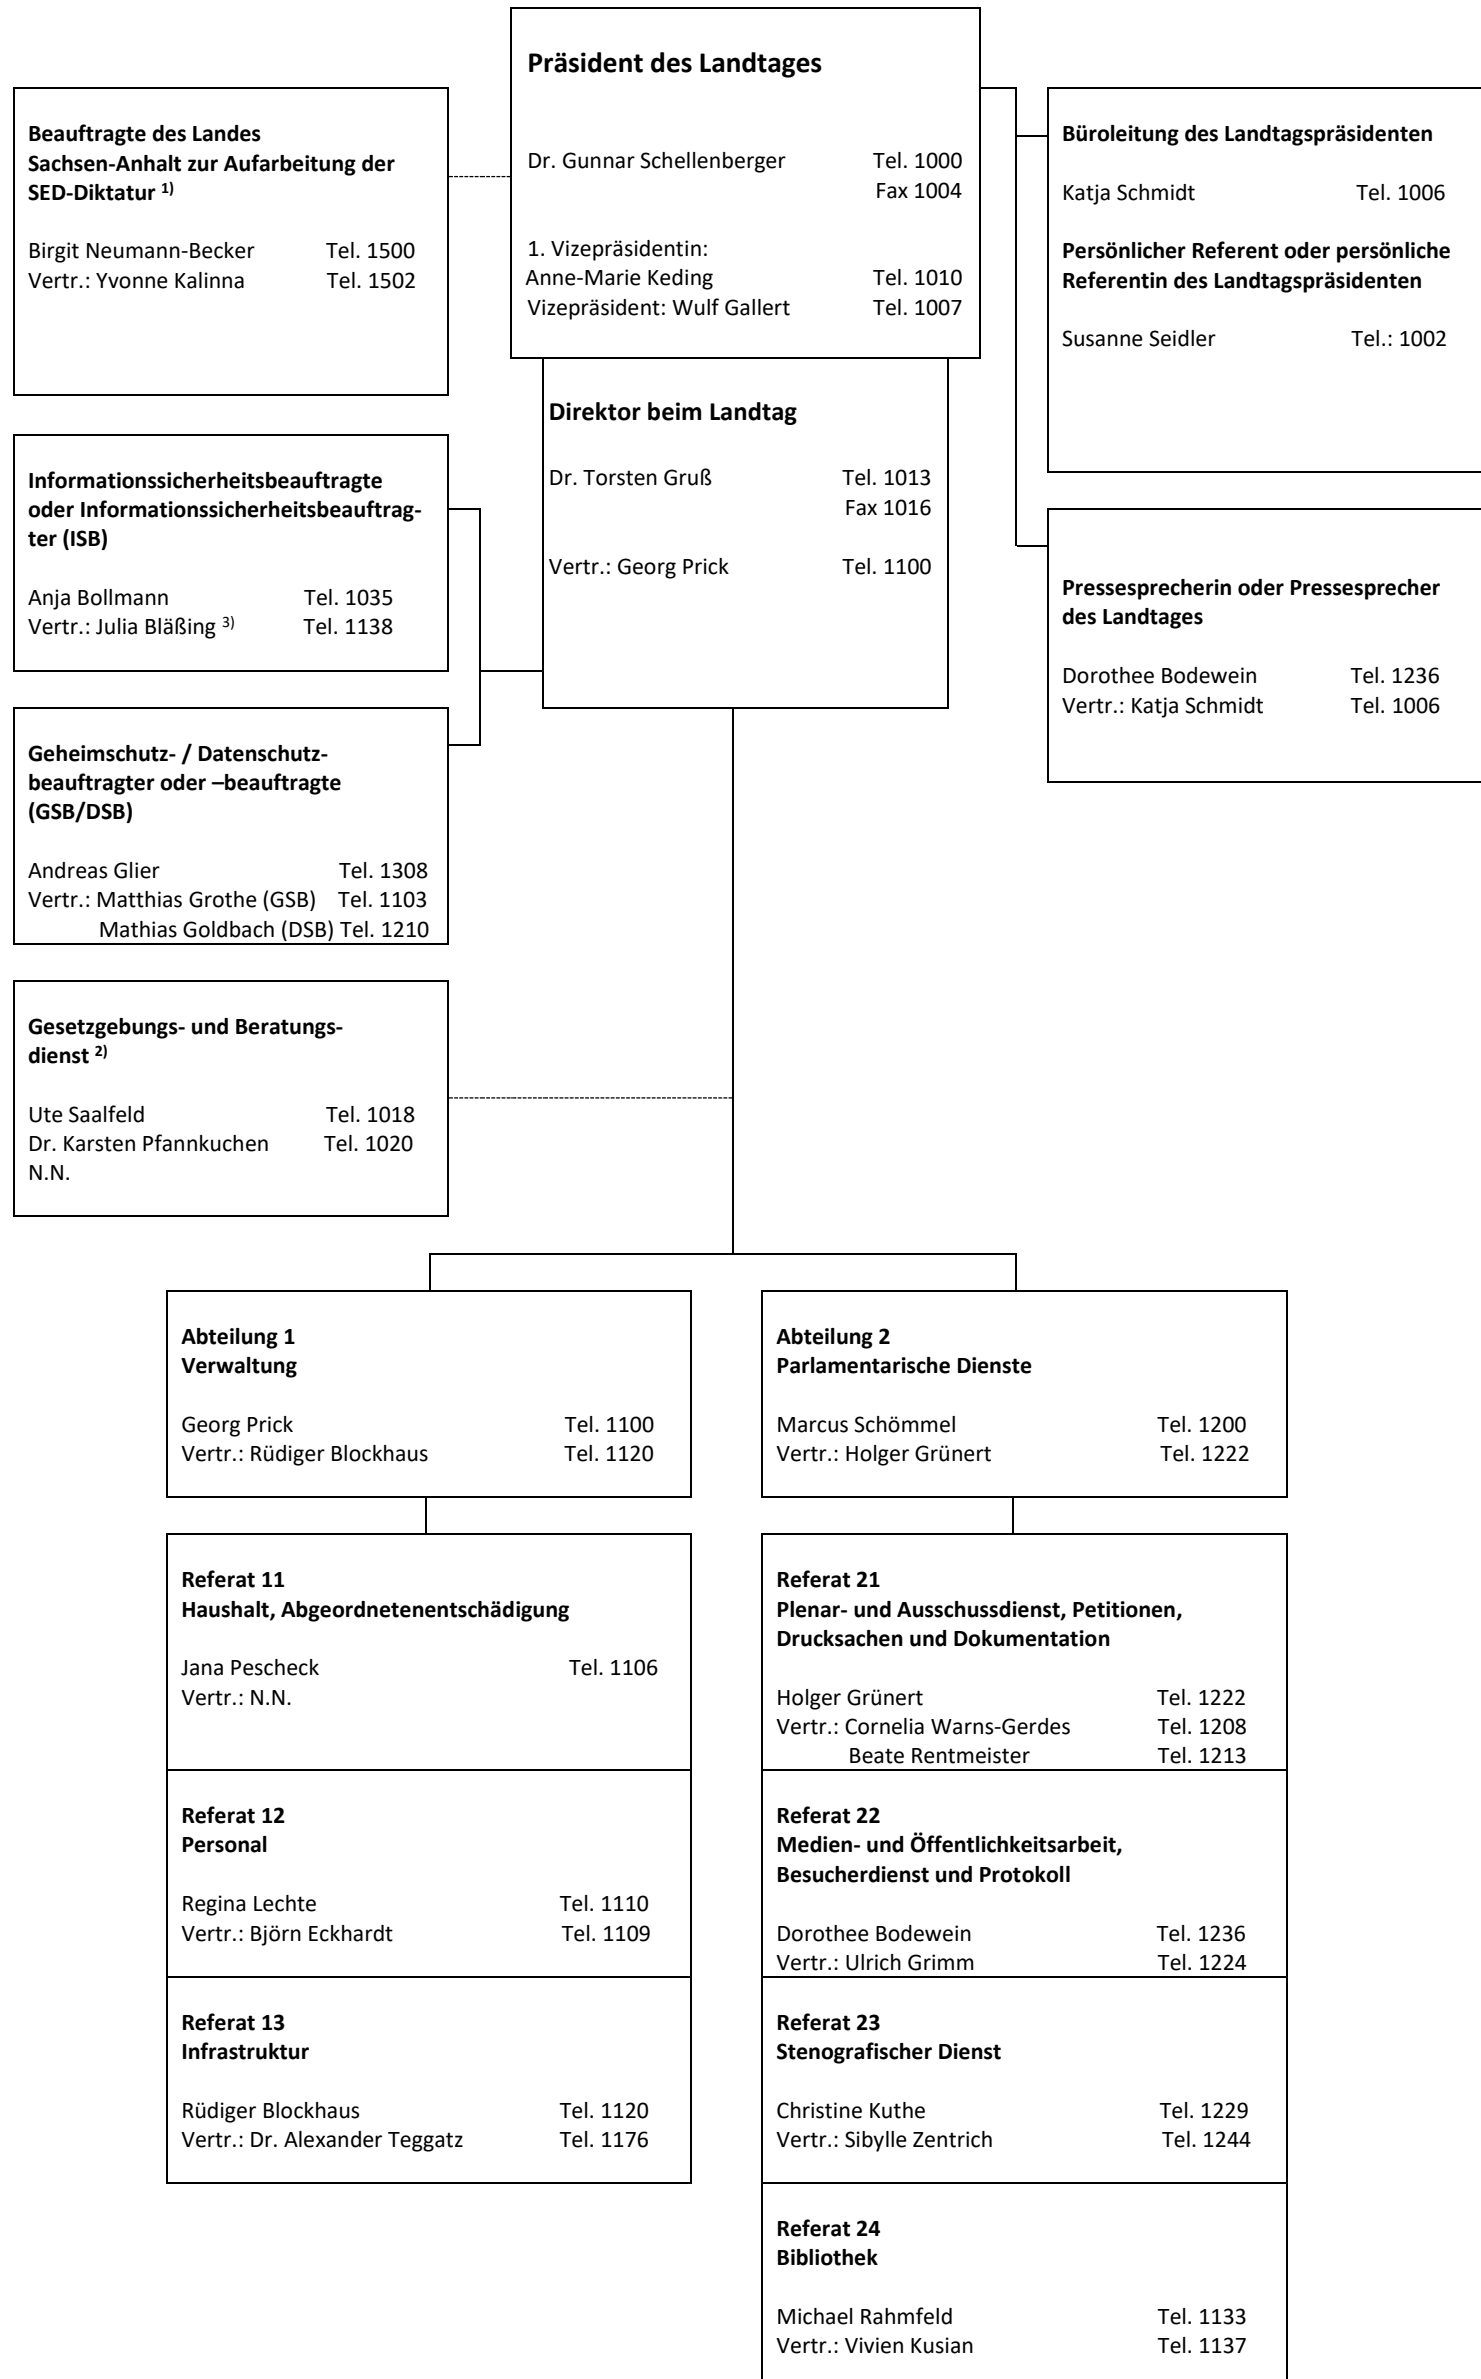 Präsident des Landtages
Dr. Gunnar Schellenberger Tel. 1000
Fax 1004
1. Vizepräsidentin:
Anne-Marie Keding Tel. 1010
Vizepräsident: Wulf Gallert Tel. 1007
Beauftragte des Landes
Sachsen-Anhalt zur Aufarbeitung der
SED-Diktatur 1)
Birgit Neumann-Becker Tel. 1500
Vertr.: Yvonne Kalinna Tel. 1502
Büroleitung des Landtagspräsidenten
Katja Schmidt Tel. 1006
Persönlicher Referent oder persönliche
Referentin des Landtagspräsidenten
Susanne Seidler Tel.: 1002
Direktor beim Landtag
Dr. Torsten Gruß Tel. 1013
Fax 1016
Vertr.: Georg Prick Tel. 1100
Informationssicherheitsbeauftragte
oder Informationssicherheitsbeauftrag-
ter (ISB)
Anja Bollmann Tel. 1035
Vertr.: Julia Bläßing 3) Tel. 1138
Pressesprecherin oder Pressesprecher
des Landtages
Dorothee Bodewein Tel. 1236
Vertr.: Katja Schmidt Tel. 1006
Geheimschutz- / Datenschutz-
beauftragter oder –beauftragte
(GSB/DSB)
Andreas Glier Tel. 1308
Vertr.: Matthias Grothe (GSB) Tel. 1103
Mathias Goldbach (DSB) Tel. 1210
Gesetzgebungs- und Beratungs-
dienst 2)
Ute Saalfeld Tel. 1018
Dr. Karsten Pfannkuchen Tel. 1020
N.N.
Abteilung 1
Verwaltung
Georg Prick Tel. 1100
Vertr.: Rüdiger Blockhaus Tel. 1120
Referat 11
Haushalt, Abgeordnetenentschädigung
Jana Pescheck Tel. 1106
Vertr.: N.N.
Referat 12
Personal
Regina Lechte Tel. 1110
Vertr.: Björn Eckhardt Tel. 1109
Referat 13
Infrastruktur
Rüdiger Blockhaus Tel. 1120
Vertr.: Dr. Alexander Teggatz Tel. 1176
Abteilung 2
Parlamentarische Dienste
Marcus Schömmel Tel. 1200
Vertr.: Holger Grünert Tel. 1222
Referat 21
Plenar- und Ausschussdienst, Petitionen,
Drucksachen und Dokumentation
Holger Grünert Tel. 1222
Vertr.: Cornelia Warns-Gerdes Tel. 1208
Beate Rentmeister Tel. 1213
Referat 22
Medien- und Öffentlichkeitsarbeit,
Besucherdienst und Protokoll
Dorothee Bodewein Tel. 1236
Vertr.: Ulrich Grimm Tel. 1224
Referat 23
Stenografischer Dienst
Christine Kuthe Tel. 1229
Vertr.: Sibylle Zentrich Tel. 1244
Referat 24
Bibliothek
Michael Rahmfeld Tel. 1133
Vertr.: Vivien Kusian Tel. 1137